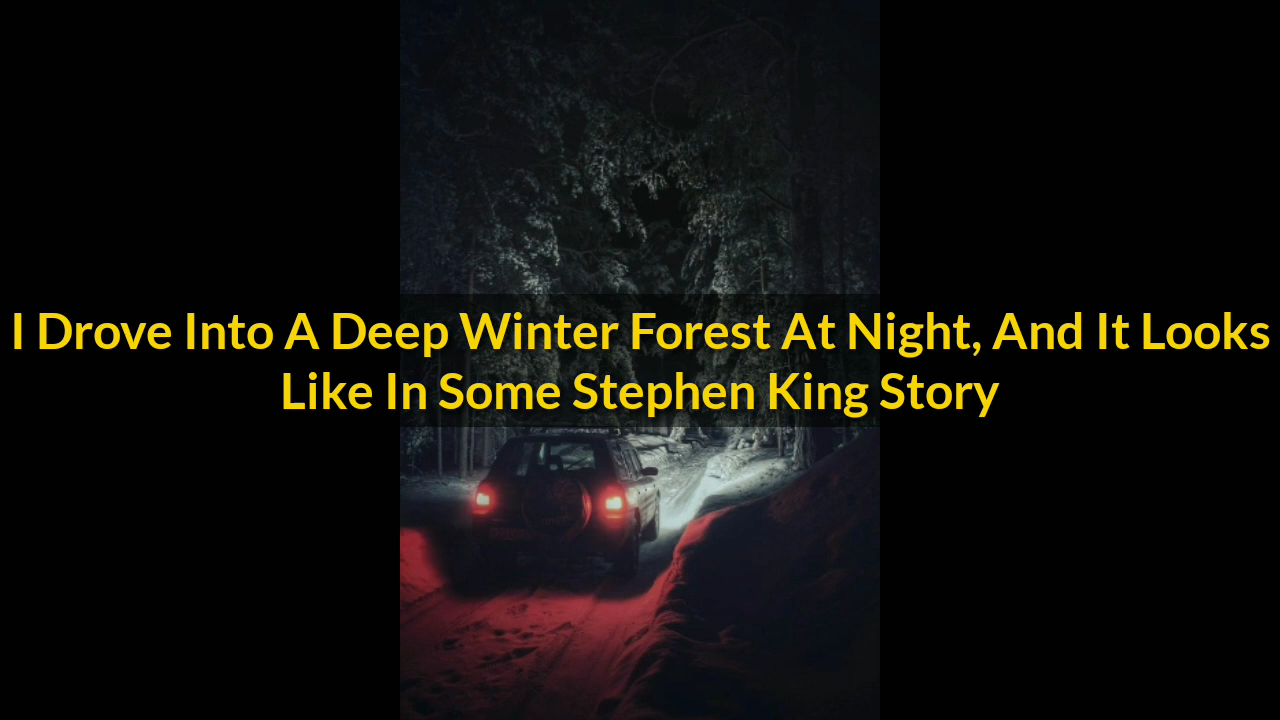 I Drove Into A Deep Winter Forest At Night, And It Looks
Like In Some Stephen King Story